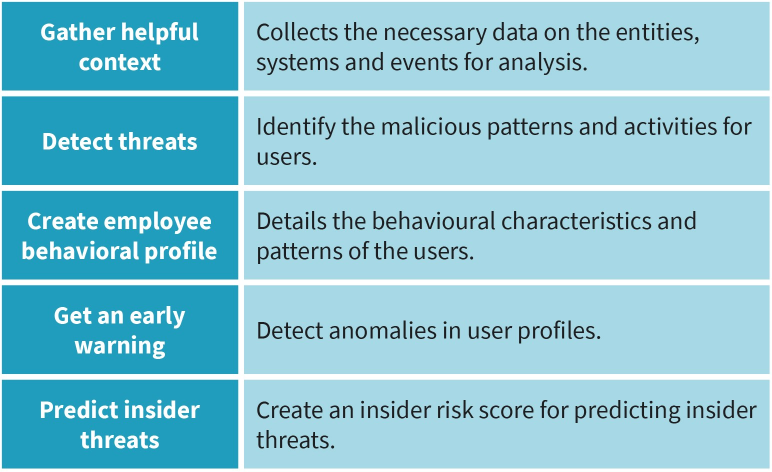 Gather helpful
context
Collects the necessary data on the entities,
systems and events for analysis.
Detect threats
Identify the malicious patterns and activities for
users.
Create employee
behavioral profile
Details the behavioural characteristics and
patterns of the users.
Get an early
warning
Detect anomalies in user profiles.
Predict insider
threats
Create an insider risk score for predicting insider
threats.